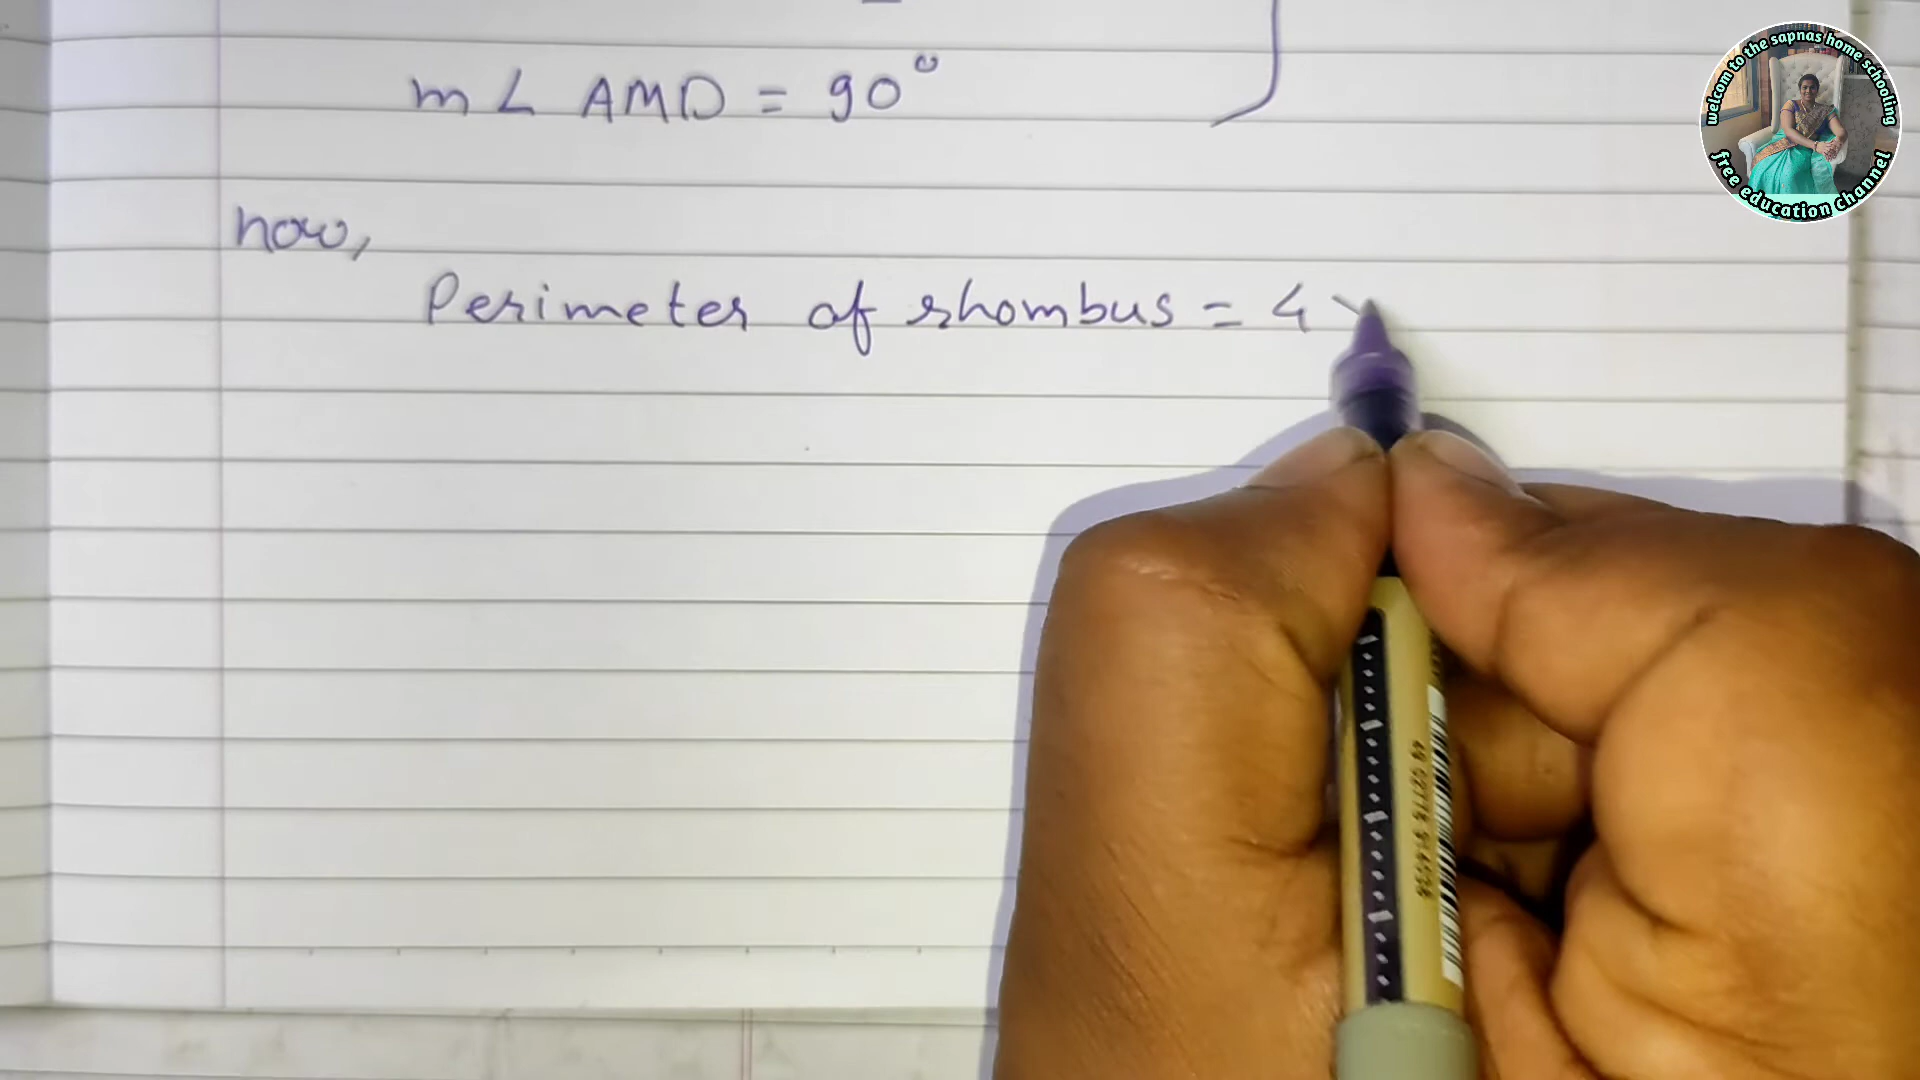 m∠ AMD = 90°
now,
Perimeter of rhombus = 4 ×
welcom to the sapnas home schooling
free education channel